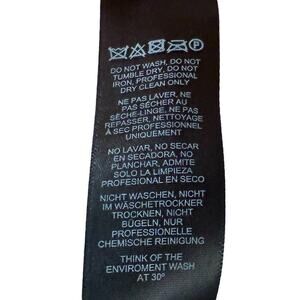 P
DO NOT WASH, DO NOT
TUMBLE DRY, DO NOT
IRON, PROFESSIONAL
DRY CLEAN ONLY
NE PAS LAVER, NE
PAS SÉCHER AU
SÈCHE-LINGE, NE PAS
REPASSER, NETTOYAGE
À SEC PROFESSIONNEL
UNIQUEMENT
NO LAVAR, NO SECAR
EN SECADORA, NO
PLANCHAR, ADMITE
SOLO LA LIMPIEZA
PROFESIONAL EN SECO
NICHT WASCHEN, NICHT
IM WÄSCHETROCKNER
TROCKNEN, NICHT
BÜGELN, NUR
PROFESSIONELLE
CHEMISCHE REINIGUNG
THINK OF THE
ENVIROMENT WASH
AT 30º